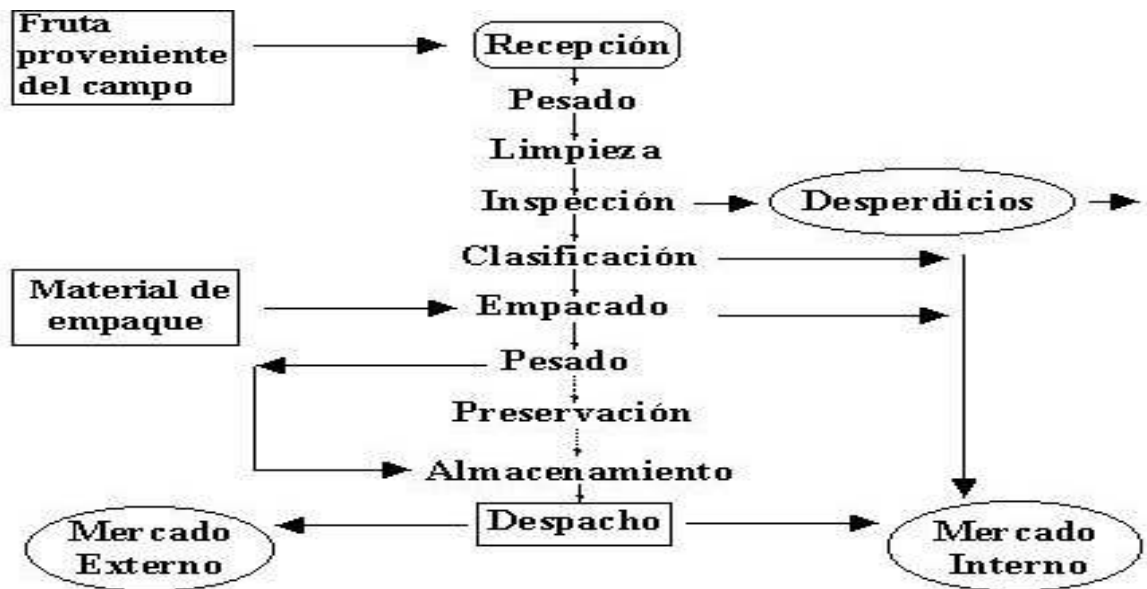 Fruta
proveniente
del campo
Recepción
Pesado
Limpieza
Inspección
Desperdicios
Clasificación
Material de
empaque
Empacado
Pesado
Preservación
Almacenamiento
Mercado
Externo
Despacho
Mercado
Interno